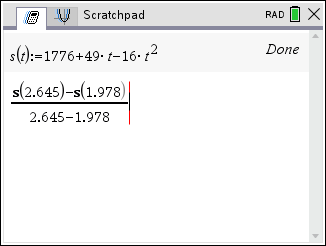 Scratchpad RAD
s(t):=1776+49·t−16·t² Done
s(2.645)−s(1.978)
2.645−1.978